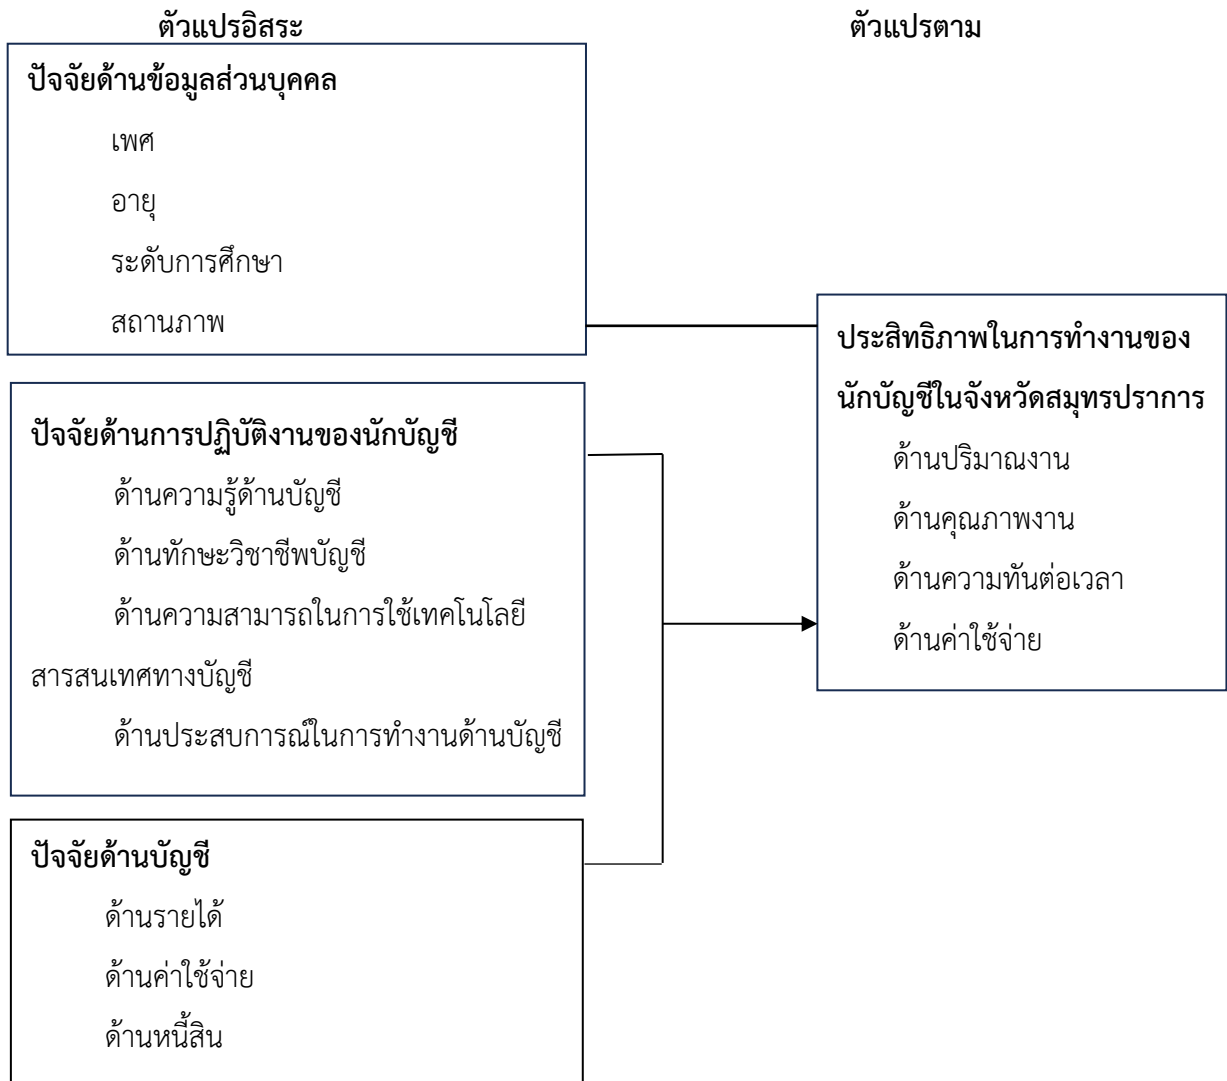 ตัวแปรอิสระ
ตัวแปรตาม
ปัจจัยด้านข้อมูลส่วนบุคคล
เพศ
อายุ
ระดับการศึกษา
สถานภาพ
ปัจจัยด้านการปฏิบัติงานของนักบัญชี
ด้านความรู้ด้านบัญชี
ด้านทักษะวิชาชีพบัญชี
ด้านความสามารถในการใช้เทคโนโลยี
สารสนเทศทางบัญชี
ด้านประสบการณ์ในการทำงานด้านบัญชี
ปัจจัยด้านบัญชี
ด้านรายได้
ด้านค่าใช้จ่าย
ด้านหนี้สิน
ประสิทธิภาพในการทำงานของ
นักบัญชีในจังหวัดสมุทรปราการ
ด้านปริมาณงาน
ด้านคุณภาพงาน
ด้านความทันต่อเวลา
ด้านค่าใช้จ่าย